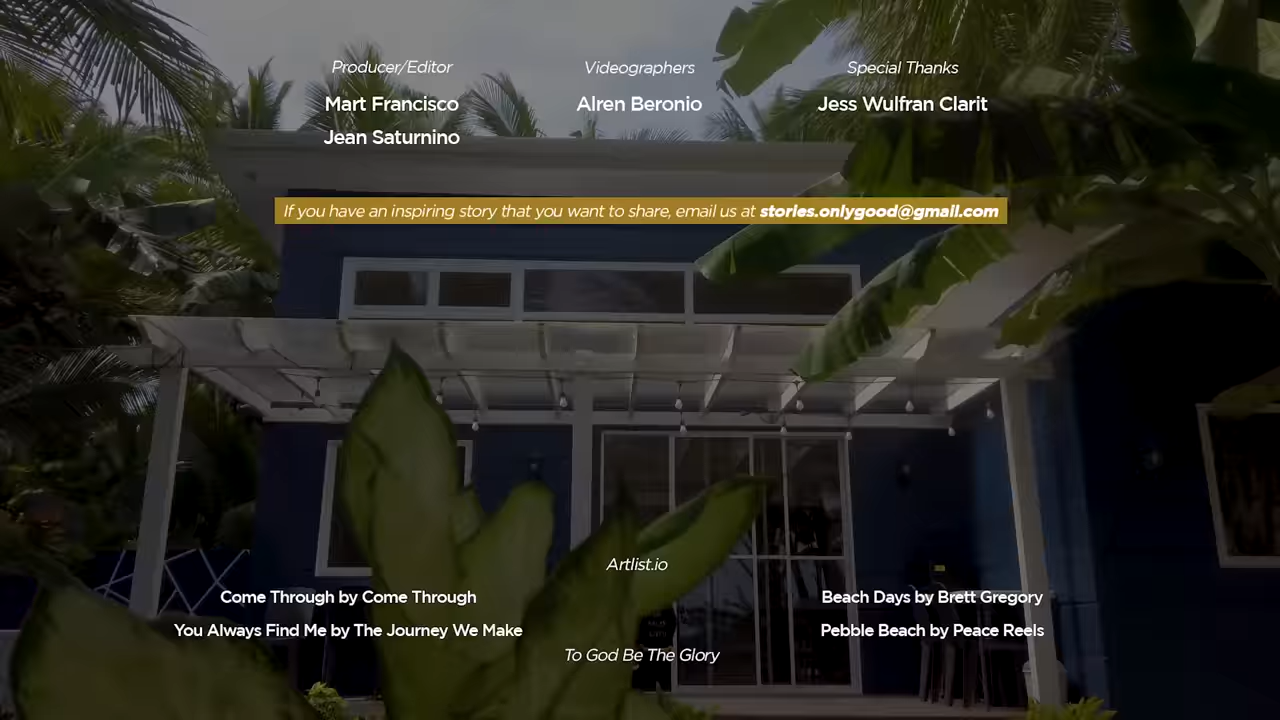 Producer/Editor
Mart Francisco
Jean Saturnino
Videographers
Alren Beronio
Special Thanks
Jess Wulfran Clarit
If you have an inspiring story that you want to share, email us at stories.onlygood@gmail.com
Artlist.io
Come Through by Come Through
You Always Find Me by The Journey We Make
Beach Days by Brett Gregory
Pebble Beach by Peace Reels
To God Be The Glory